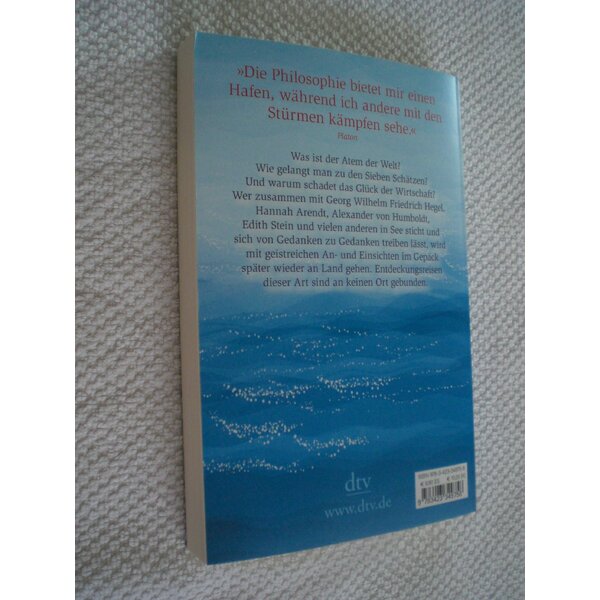 »Die Philosophie bietet mir einen
Hafen, während ich andere mit den
Stürmen kämpfen sehe.«
Platon
Was ist der Atem der Welt?
Wie gelangt man zu den Sieben Schätzen?
Und warum schadet das Glück der Wirtschaft?
Wer zusammen mit Georg Wilhelm Friedrich Hegel,
Hannah Arendt, Alexander von Humboldt,
Edith Stein und vielen anderen in See sticht und
sich von Gedanken zu Gedanken treiben lässt, wird
mit geistreichen An- und Einsichten im Gepäck
später wieder an Land gehen. Entdeckungsreisen
dieser Art sind an keinen Ort gebunden.
dtv
www.dtv.de